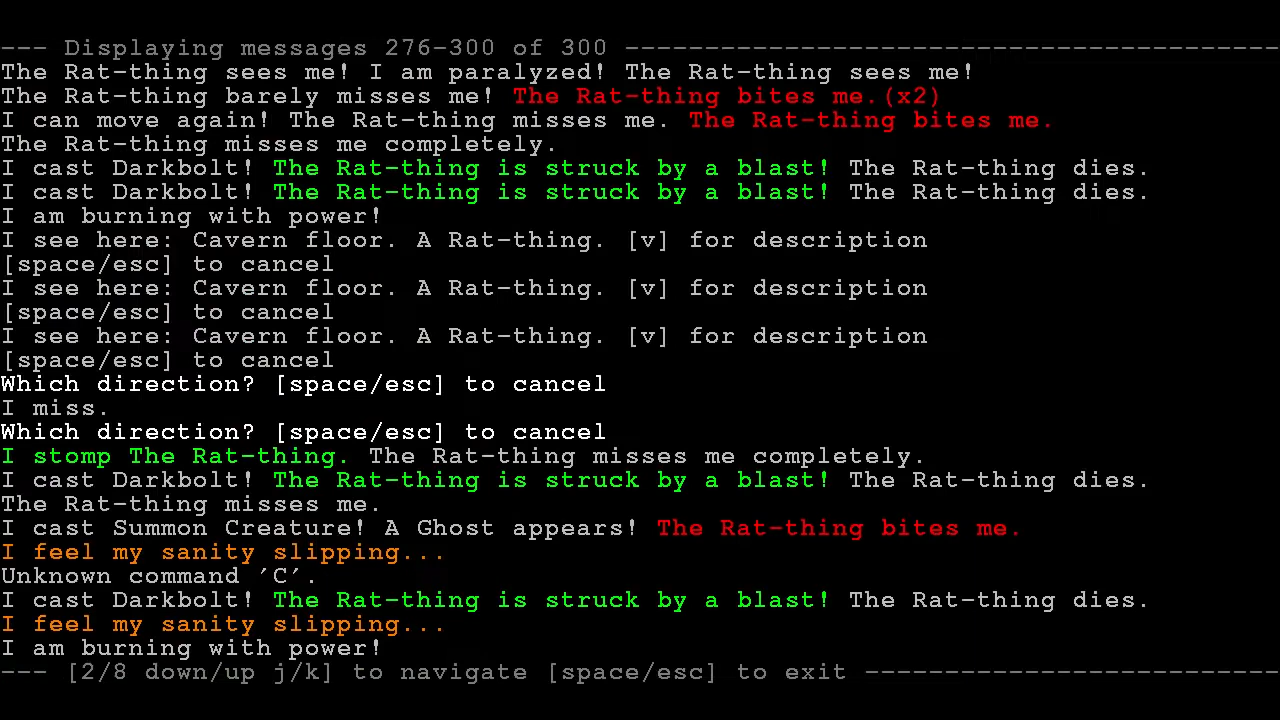 --- Displaying messages 276-300 of 300 -----------------------------------------
The Rat-thing sees me! I am paralyzed! The Rat-thing sees me!
The Rat-thing barely misses me! The Rat-thing bites me.(x2)
I can move again! The Rat-thing misses me. The Rat-thing bites me.
The Rat-thing misses me completely.
I cast Darkbolt! The Rat-thing is struck by a blast! The Rat-thing dies.
I cast Darkbolt! The Rat-thing is struck by a blast! The Rat-thing dies.
I am burning with power!
I see here: Cavern floor. A Rat-thing. [v] for description
[space/esc] to cancel
I see here: Cavern floor. A Rat-thing. [v] for description
[space/esc] to cancel
I see here: Cavern floor. A Rat-thing. [v] for description
[space/esc] to cancel
Which direction? [space/esc] to cancel
I miss.
Which direction? [space/esc] to cancel
I stomp The Rat-thing. The Rat-thing misses me completely.
I cast Darkbolt! The Rat-thing is struck by a blast! The Rat-thing dies.
The Rat-thing misses me.
I cast Summon Creature! A Ghost appears! The Rat-thing bites me.
I feel my sanity slipping...
Unknown command 'C'.
I cast Darkbolt! The Rat-thing is struck by a blast! The Rat-thing dies.
I feel my sanity slipping...
I am burning with power!
--- [2/8 down/up j/k] to navigate [space/esc] to exit --------------------------